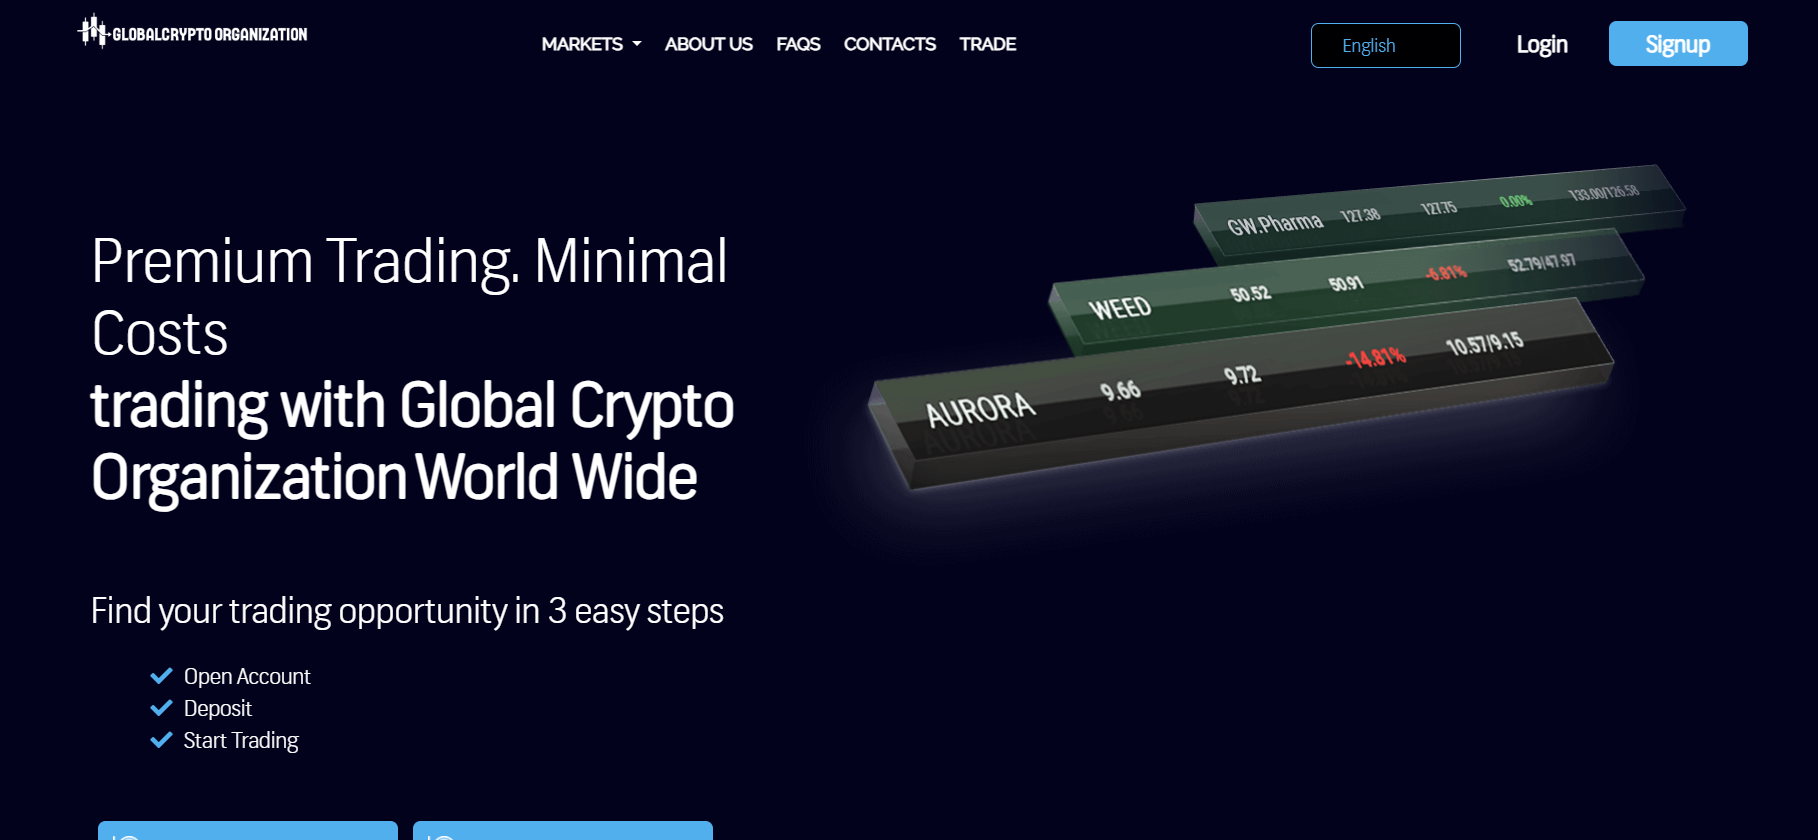 GLOBALCRYPTO ORGANIZATION
MARKETS ABOUT US FAQS CONTACTS TRADE
English
Login
Signup
Premium Trading. Minimal
Costs
trading with Global Crypto
Organization World Wide
GW.Pharma 127.38 127.75 0.00% 133.00/126.58
WEED 50.52 50.91 -6.81% 52.79/47.97
AURORA 9.66 9.72 -14.81% 10.57/9.15
Find your trading opportunity in 3 easy steps
Open Account
Deposit
Start Trading